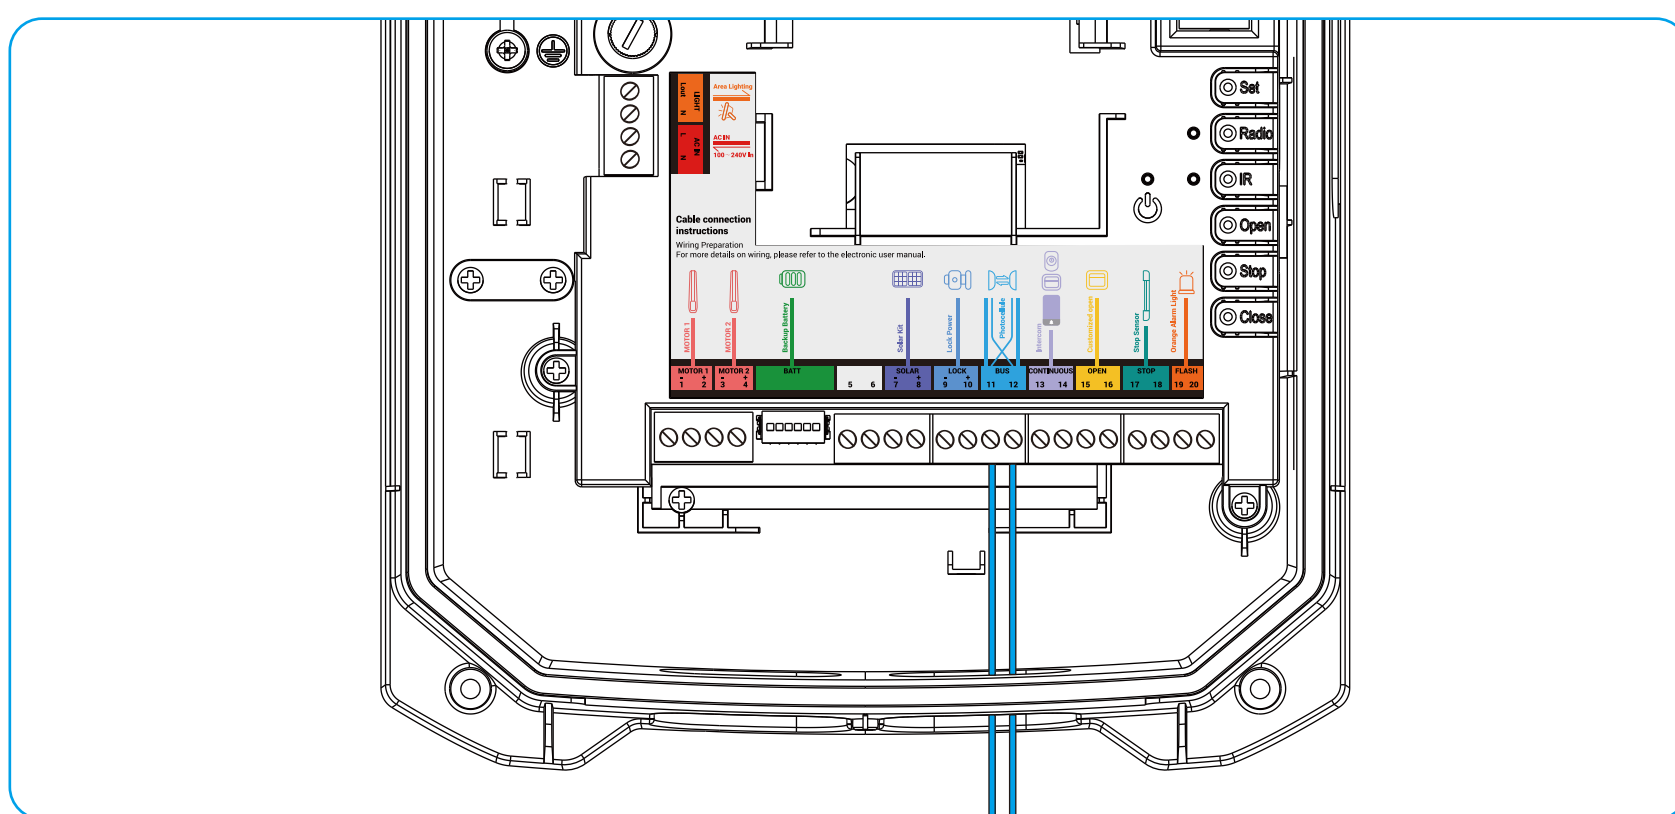 Set
Radio
IR
Open
Stop
Close
LIGHT
Lout N
Area Lighting
AC IN
L N
AC IN
100 - 240V In
Cable connection
instructions
Wiring Preparation
For more details on wiring, please refer to the electronic user manual.
MOTOR 1
MOTOR 2
Backup Battery
Solar Kit
Lock Power
Photocellule
Intercom
Customized open
Stop Sensor
Orange Alarm Light
MOTOR 1 MOTOR 2 BATT SOLAR LOCK BUS CONTINUOUS OPEN STOP FLASH
- + - + - + - +
1 2 3 4 5 6 7 8 9 10 11 12 13 14 15 16 17 18 19 20